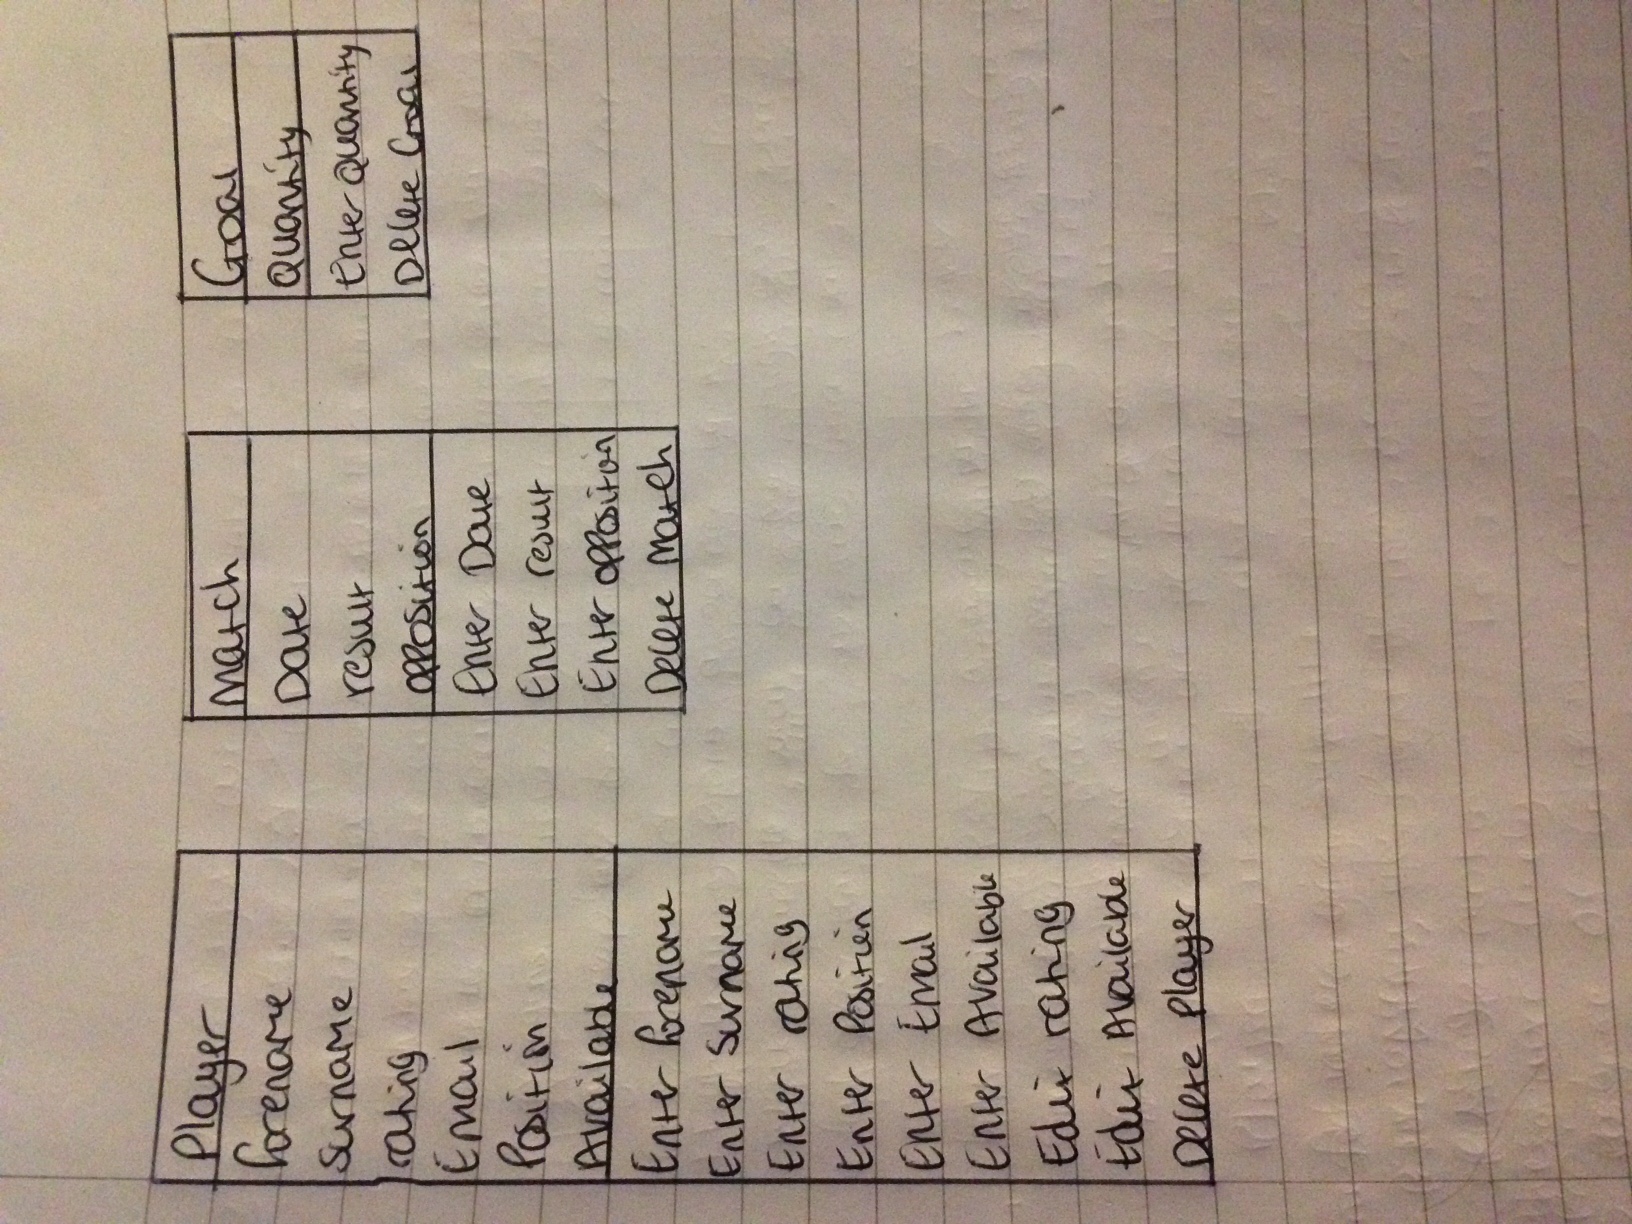 Player
forename
Surname
rating
Email
Position
Available
Enter forename
Enter Surname
Enter rating
Enter Position
Enter Email
Enter Available
Edit rating
Edit Available
Delete player
Match
Date
result
opposition
Enter Date
Enter result
Enter opposition
Delete Match
Goal
Quantity
Enter Quantity
Delete Goal